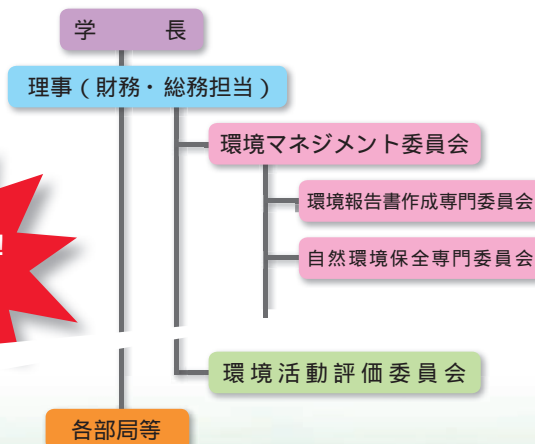 学　　長
理事（財務・総務担当）
環境マネジメント委員会
環境報告書作成専門委員会
自然環境保全専門委員会
環境活動評価委員会
各部局等